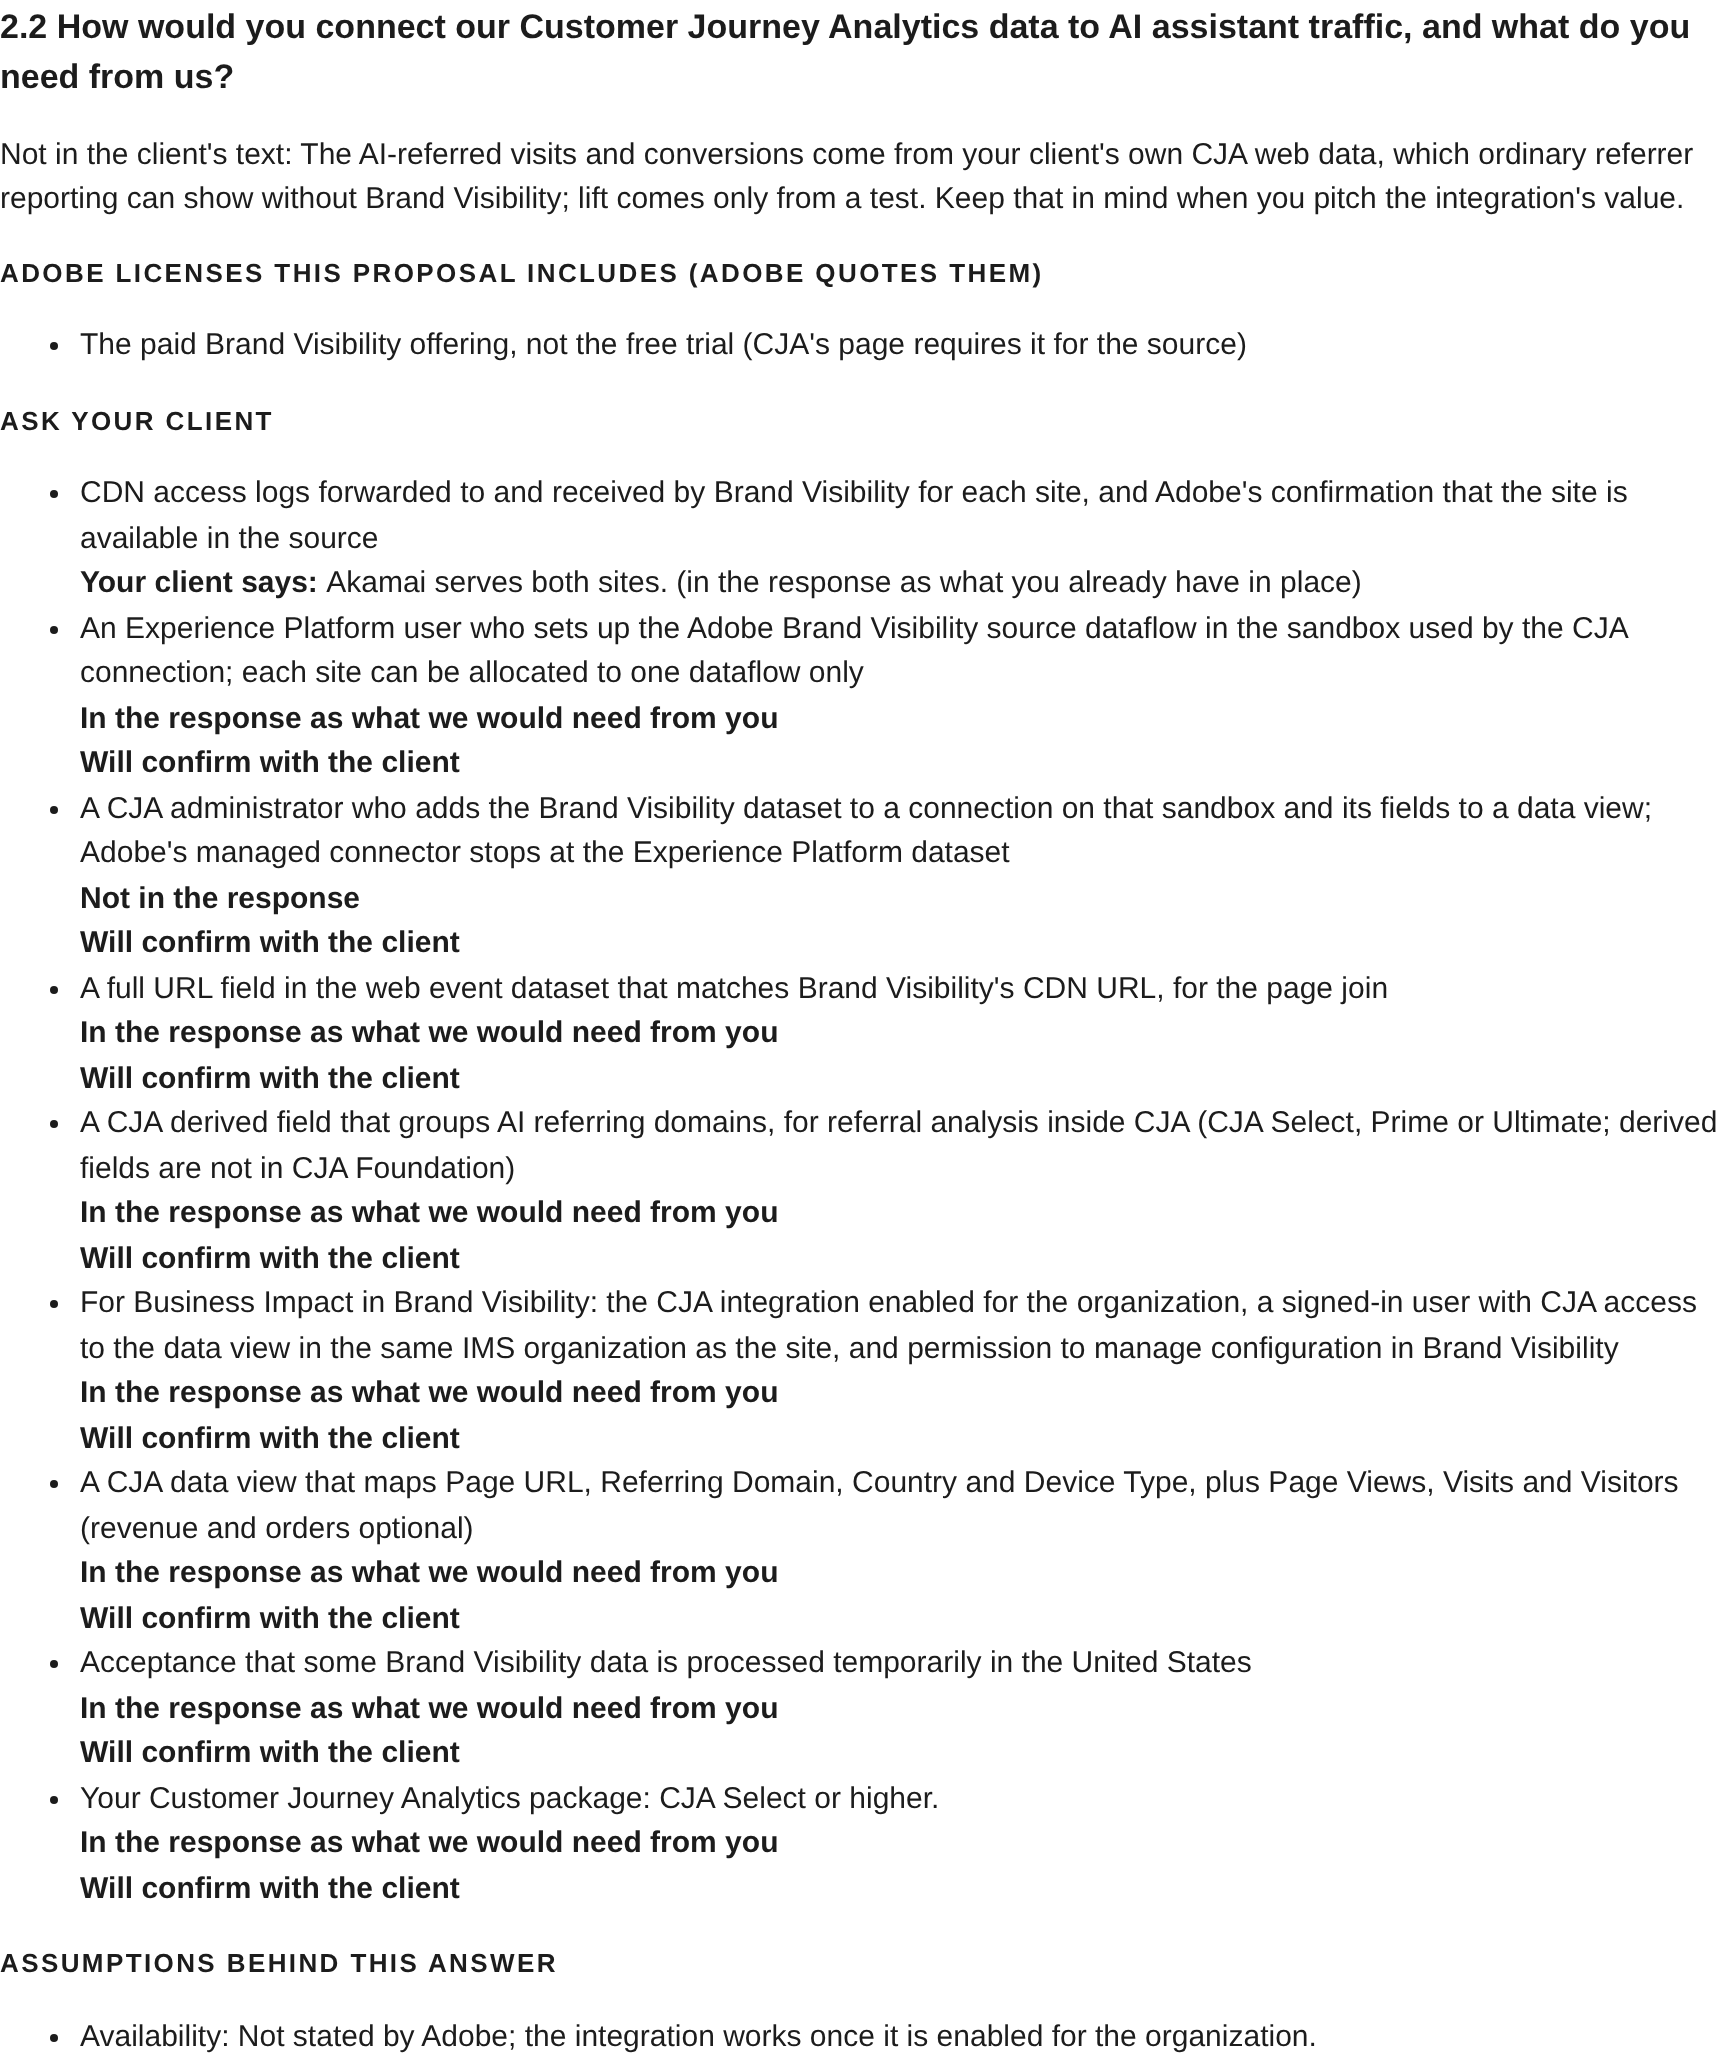 2.2 How would you connect our Customer Journey Analytics data to AI assistant traffic, and what do you
need from us?
Not in the client's text: The AI-referred visits and conversions come from your client's own CJA web data, which ordinary referrer
reporting can show without Brand Visibility; lift comes only from a test. Keep that in mind when you pitch the integration's value.
ADOBE LICENSES THIS PROPOSAL INCLUDES (ADOBE QUOTES THEM)
• The paid Brand Visibility offering, not the free trial (CJA's page requires it for the source)
ASK YOUR CLIENT
• CDN access logs forwarded to and received by Brand Visibility for each site, and Adobe's confirmation that the site is
available in the source
Your client says: Akamai serves both sites. (in the response as what you already have in place)
• An Experience Platform user who sets up the Adobe Brand Visibility source dataflow in the sandbox used by the CJA
connection; each site can be allocated to one dataflow only
In the response as what we would need from you
Will confirm with the client
• A CJA administrator who adds the Brand Visibility dataset to a connection on that sandbox and its fields to a data view;
Adobe's managed connector stops at the Experience Platform dataset
Not in the response
Will confirm with the client
• A full URL field in the web event dataset that matches Brand Visibility's CDN URL, for the page join
In the response as what we would need from you
Will confirm with the client
• A CJA derived field that groups AI referring domains, for referral analysis inside CJA (CJA Select, Prime or Ultimate; derived
fields are not in CJA Foundation)
In the response as what we would need from you
Will confirm with the client
• For Business Impact in Brand Visibility: the CJA integration enabled for the organization, a signed-in user with CJA access
to the data view in the same IMS organization as the site, and permission to manage configuration in Brand Visibility
In the response as what we would need from you
Will confirm with the client
• A CJA data view that maps Page URL, Referring Domain, Country and Device Type, plus Page Views, Visits and Visitors
(revenue and orders optional)
In the response as what we would need from you
Will confirm with the client
• Acceptance that some Brand Visibility data is processed temporarily in the United States
In the response as what we would need from you
Will confirm with the client
• Your Customer Journey Analytics package: CJA Select or higher.
In the response as what we would need from you
Will confirm with the client
ASSUMPTIONS BEHIND THIS ANSWER
• Availability: Not stated by Adobe; the integration works once it is enabled for the organization.